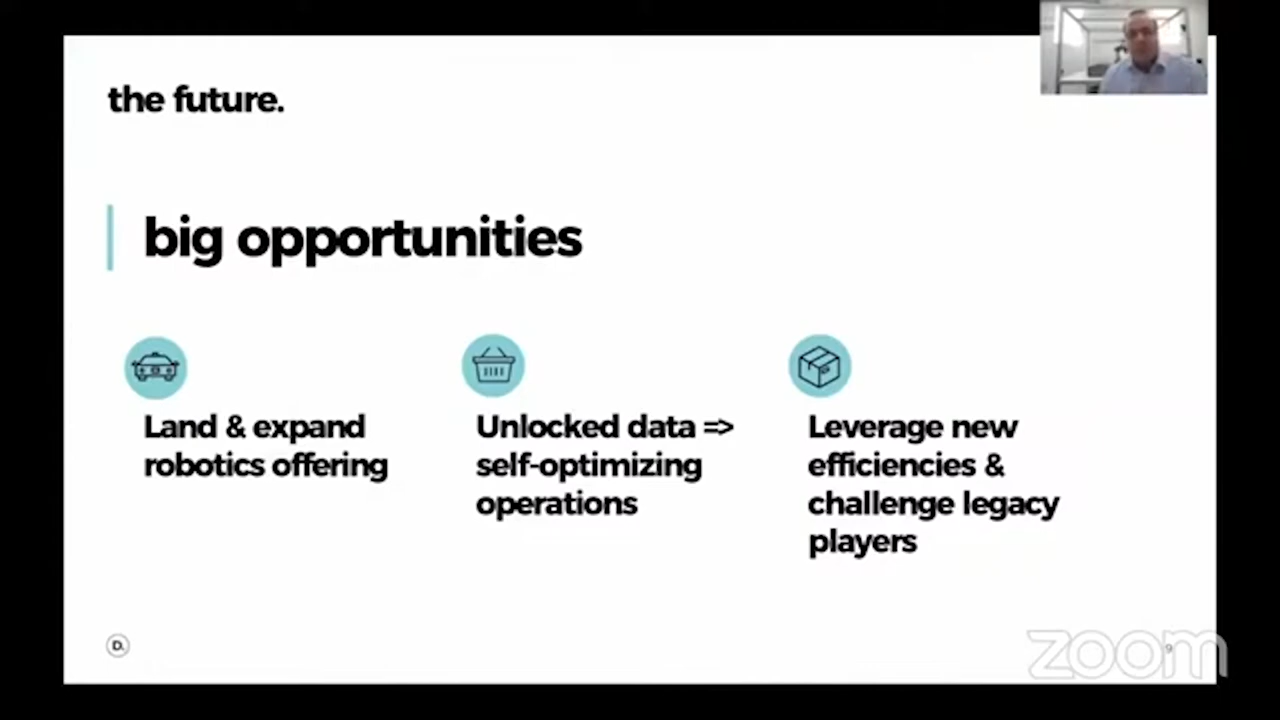 the future.
big opportunities
Land & expand
robotics offering
Unlocked data =>
self-optimizing
operations
Leverage new
efficiencies &
challenge legacy
players
D.
zoom
9